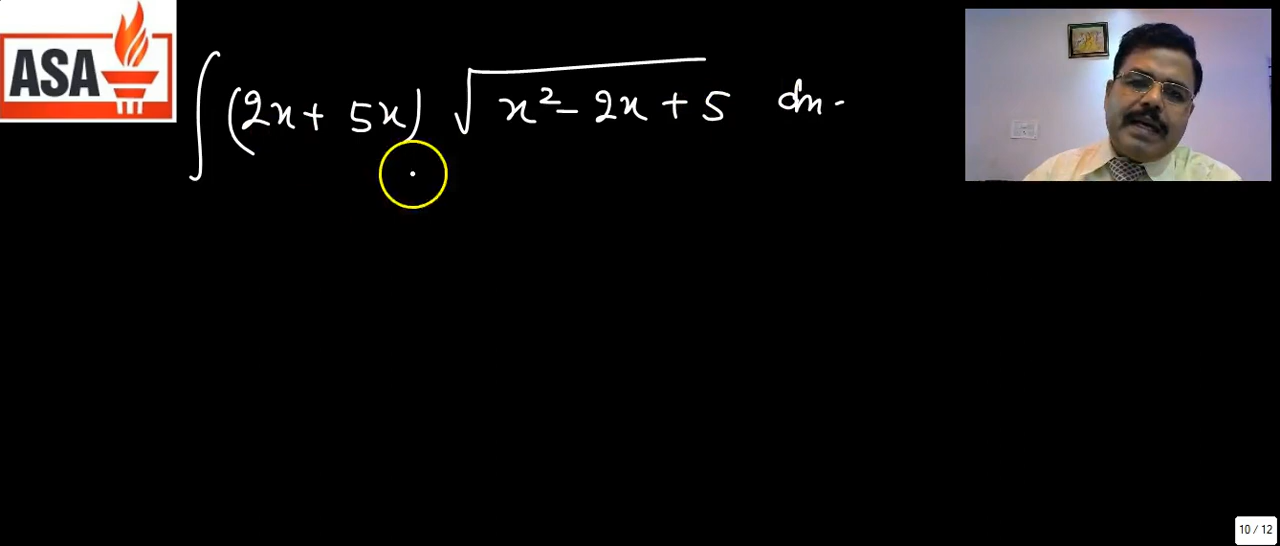 ASA
∫ (2x + 5x) √(x² - 2x + 5) dx.
10 / 12